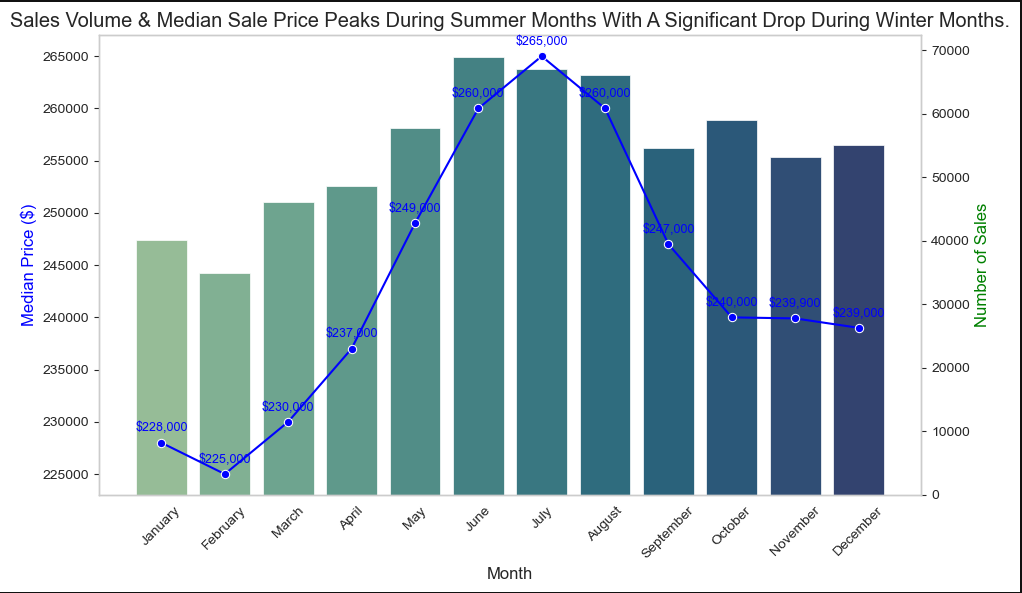 Sales Volume & Median Sale Price Peaks During Summer Months With A Significant Drop During Winter Months.
Median Price ($)
265000
260000
255000
250000
245000
240000
235000
230000
225000
$228,000
$225,000
$230,000
$237,000
$249,000
$260,000
$265,000
$260,000
$247,000
$240,000
$239,900
$239,000
70000
60000
50000
40000
30000
20000
10000
0
Number of Sales
January
February
March
April
May
June
July
August
September
October
November
December
Month